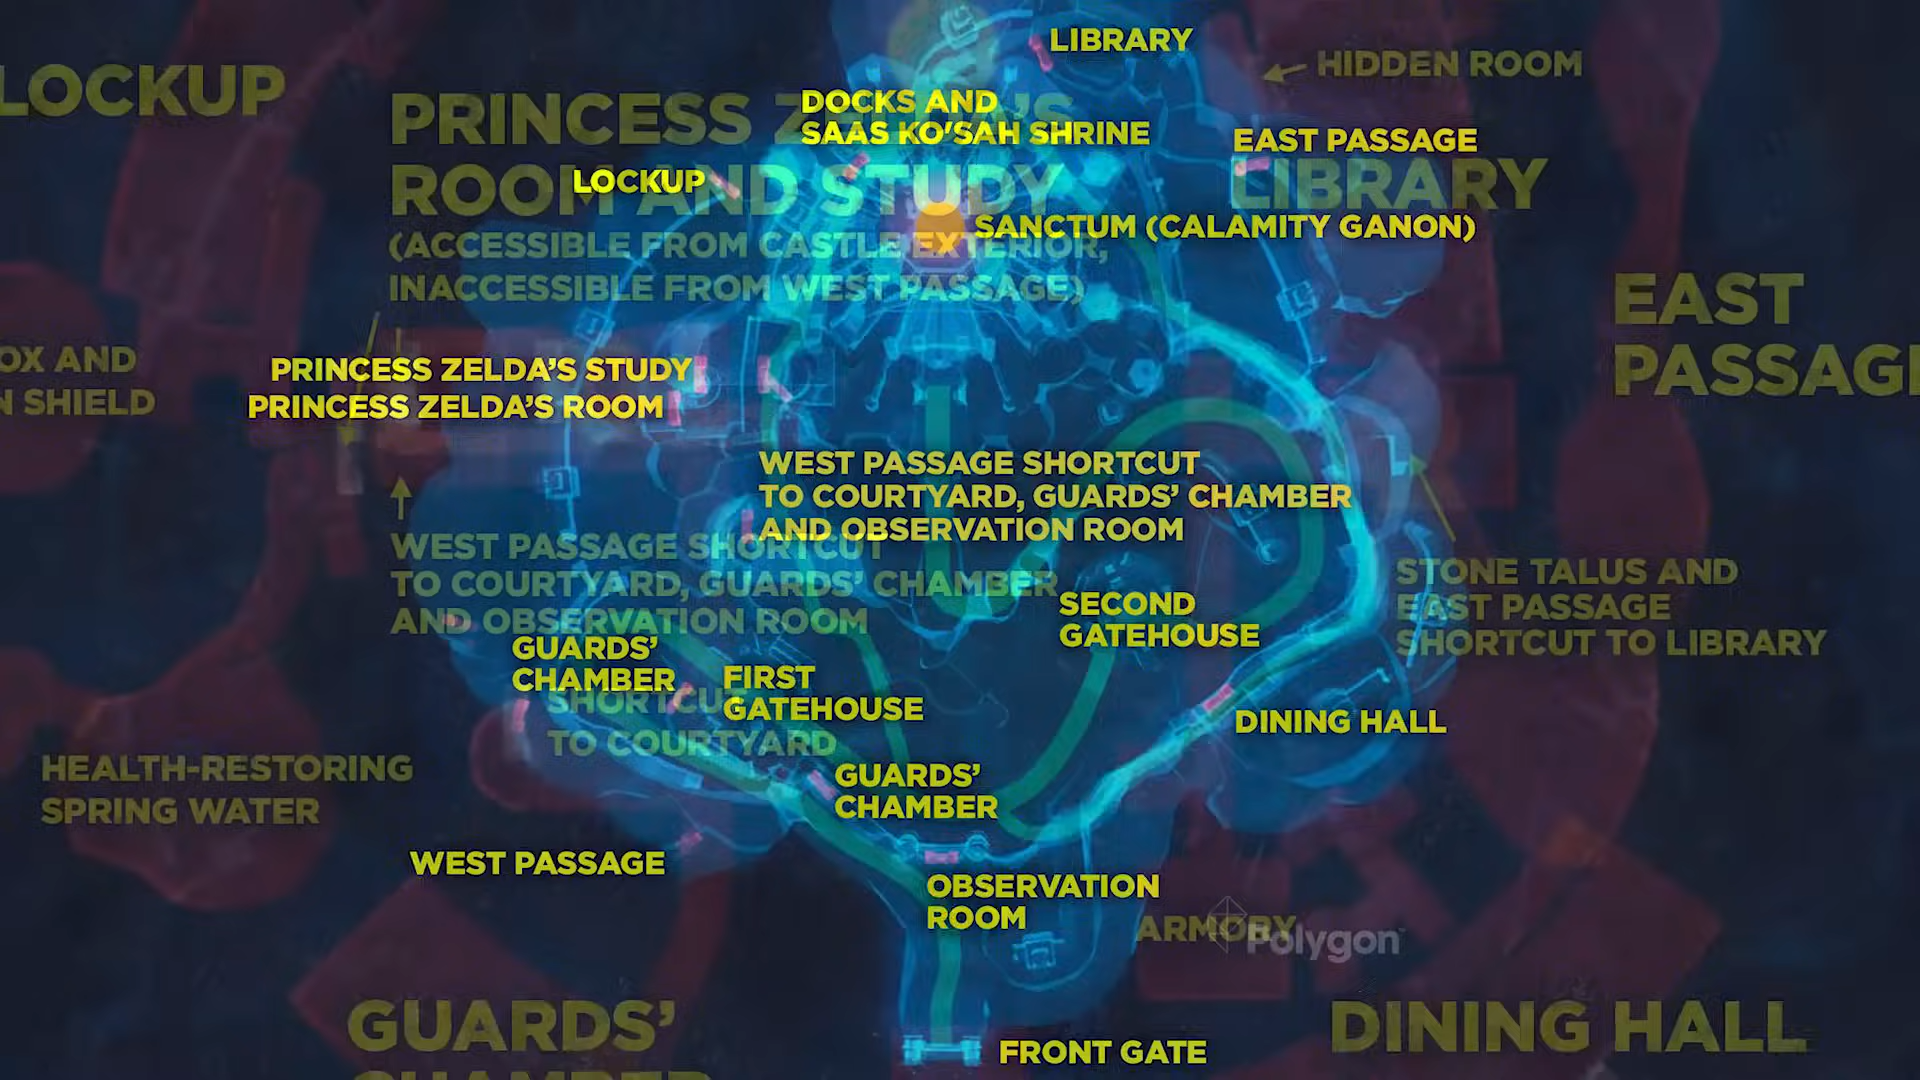 LIBRARY
HIDDEN ROOM
LOCKUP
DOCKS AND
SAAS KO'SAH SHRINE
PRINCESS ZELDA'S
ROOM AND STUDY
(ACCESSIBLE FROM CASTLE EXTERIOR,
INACCESSIBLE FROM WEST PASSAGE)
EAST PASSAGE
LIBRARY
LOCKUP
SANCTUM (CALAMITY GANON)
EAST
PASSAGE
OX AND
SHIELD
PRINCESS ZELDA'S STUDY
PRINCESS ZELDA'S ROOM
WEST PASSAGE SHORTCUT
TO COURTYARD, GUARDS' CHAMBER
AND OBSERVATION ROOM
WEST PASSAGE SHORTCUT
TO COURTYARD, GUARDS' CHAMBER
AND OBSERVATION ROOM
STONE TALUS AND
EAST PASSAGE
SHORTCUT TO LIBRARY
SECOND
GATEHOUSE
GUARDS'
CHAMBER
FIRST
GATEHOUSE
SHORTCUT
TO COURTYARD
DINING HALL
HEALTH-RESTORING
SPRING WATER
GUARDS'
CHAMBER
WEST PASSAGE
OBSERVATION
ROOM
ARMORY
Polygon
GUARDS'
CHAMBER
DINING HALL
FRONT GATE